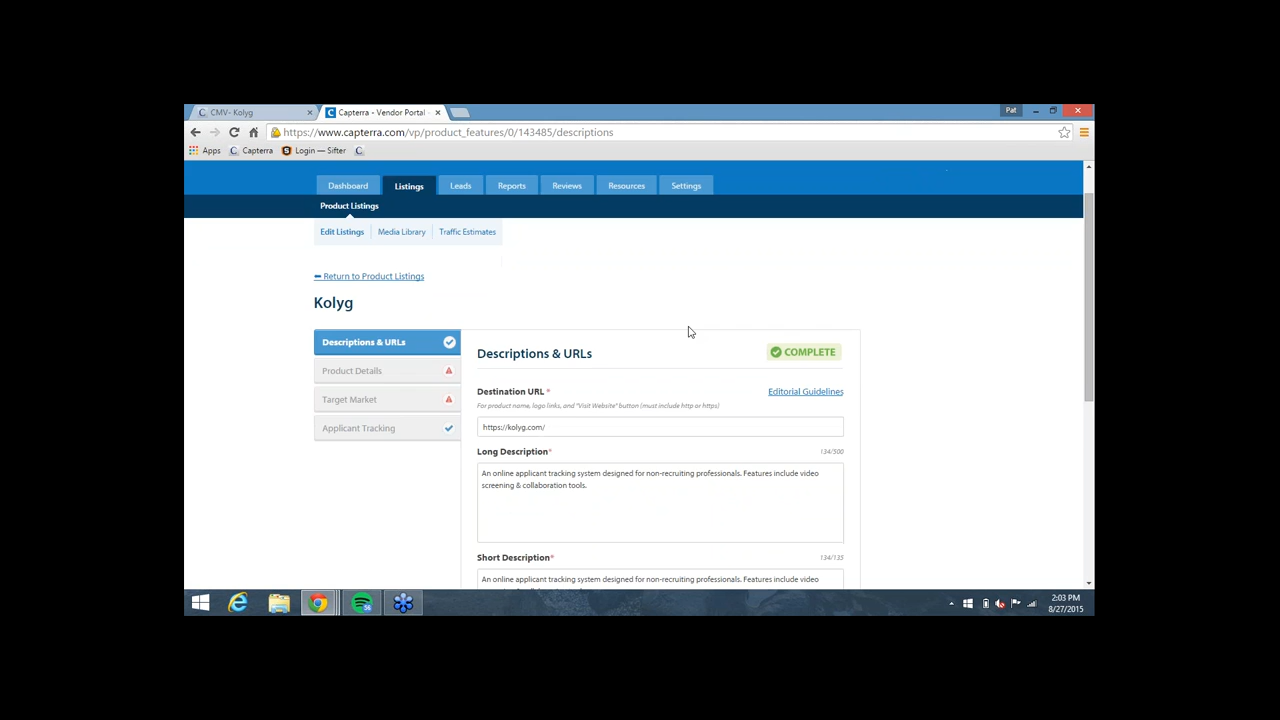 CMV- Kolyg
Capterra - Vendor Portal -
Pat
https://www.capterra.com/vp/product_features/0/143485/descriptions
Apps
Capterra
Login — Sifter
Dashboard
Listings
Leads
Reports
Reviews
Resources
Settings
Product Listings
Edit Listings
Media Library
Traffic Estimates
Return to Product Listings
Kolyg
Descriptions & URLs
Product Details
Target Market
Applicant Tracking
Descriptions & URLs
COMPLETE
Destination URL *
Editorial Guidelines
For product name, logo links, and "Visit Website" button (must include http or https)
https://kolyg.com/
Long Description*
134/500
An online applicant tracking system designed for non-recruiting professionals. Features include video
screening & collaboration tools.
Short Description*
134/135
An online applicant tracking system designed for non-recruiting professionals. Features include video
2:03 PM
8/27/2015